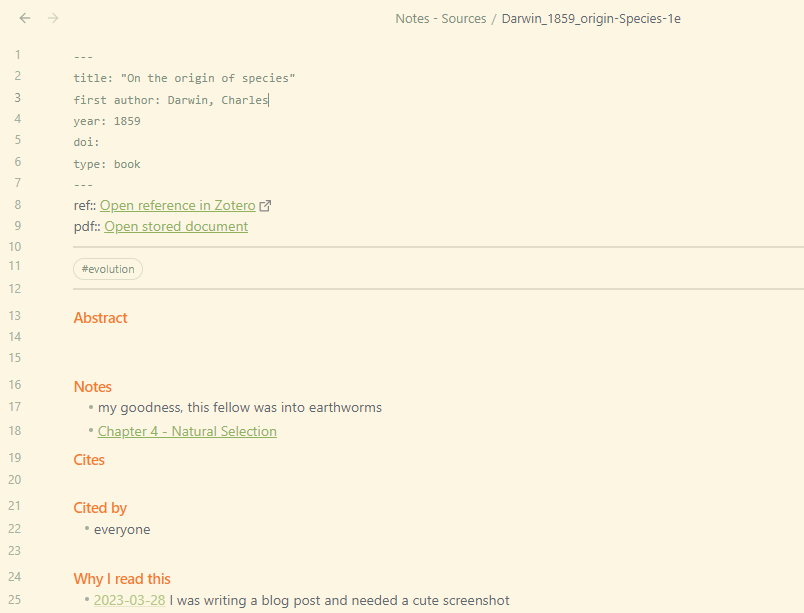 Notes - Sources / Darwin_1859_origin-Species-1e
1 ---
2 title: "On the origin of species"
3 first author: Darwin, Charles
4 year: 1859
5 doi:
6 type: book
7 ---
8 ref:: Open reference in Zotero
9 pdf:: Open stored document
10
11 #evolution
12
13 Abstract
14
15
16 Notes
17 • my goodness, this fellow was into earthworms
18 • Chapter 4 - Natural Selection
19 Cites
20
21 Cited by
22 • everyone
23
24 Why I read this
25 • 2023-03-28 I was writing a blog post and needed a cute screenshot